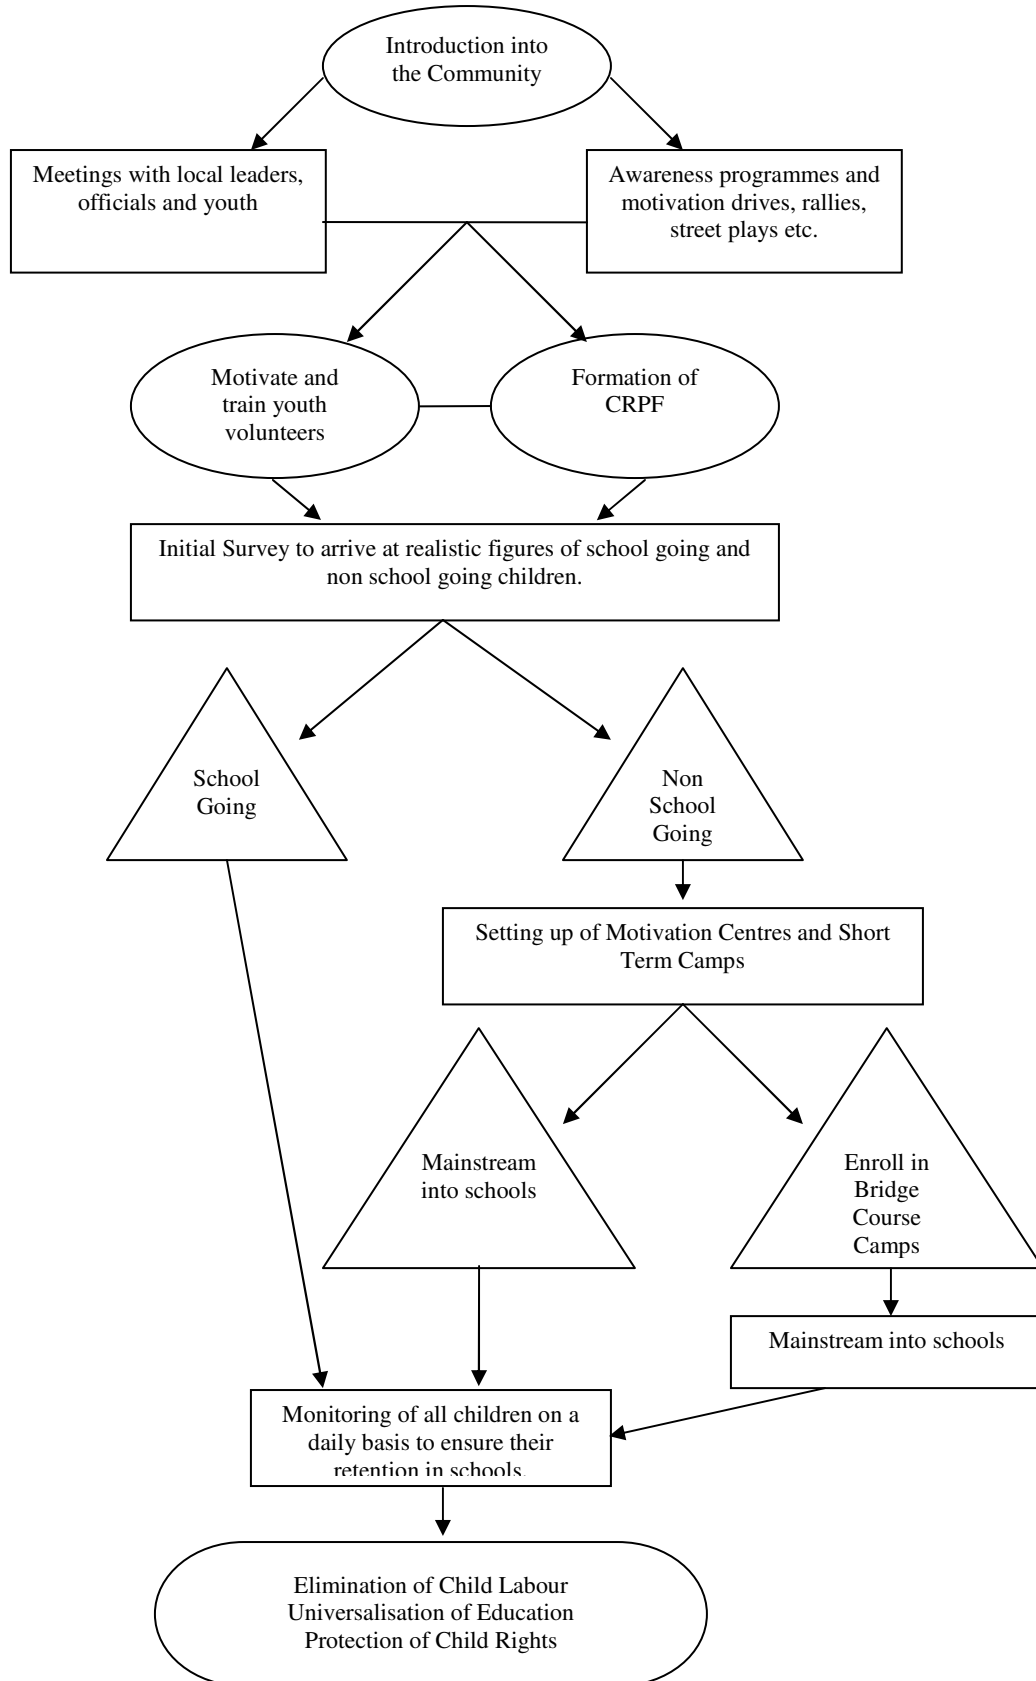 Introduction into
the Community
Meetings with local leaders,
officials and youth
Awareness programmes and
motivation drives, rallies,
street plays etc.
Motivate and
train youth
volunteers
Formation of
CRPF
Initial Survey to arrive at realistic figures of school going and
non school going children.
School
Going
Non
School
Going
Setting up of Motivation Centres and Short
Term Camps
Mainstream
into schools
Enroll in
Bridge
Course
Camps
Mainstream into schools
Monitoring of all children on a
daily basis to ensure their
retention in schools.
Elimination of Child Labour
Universalisation of Education
Protection of Child Rights